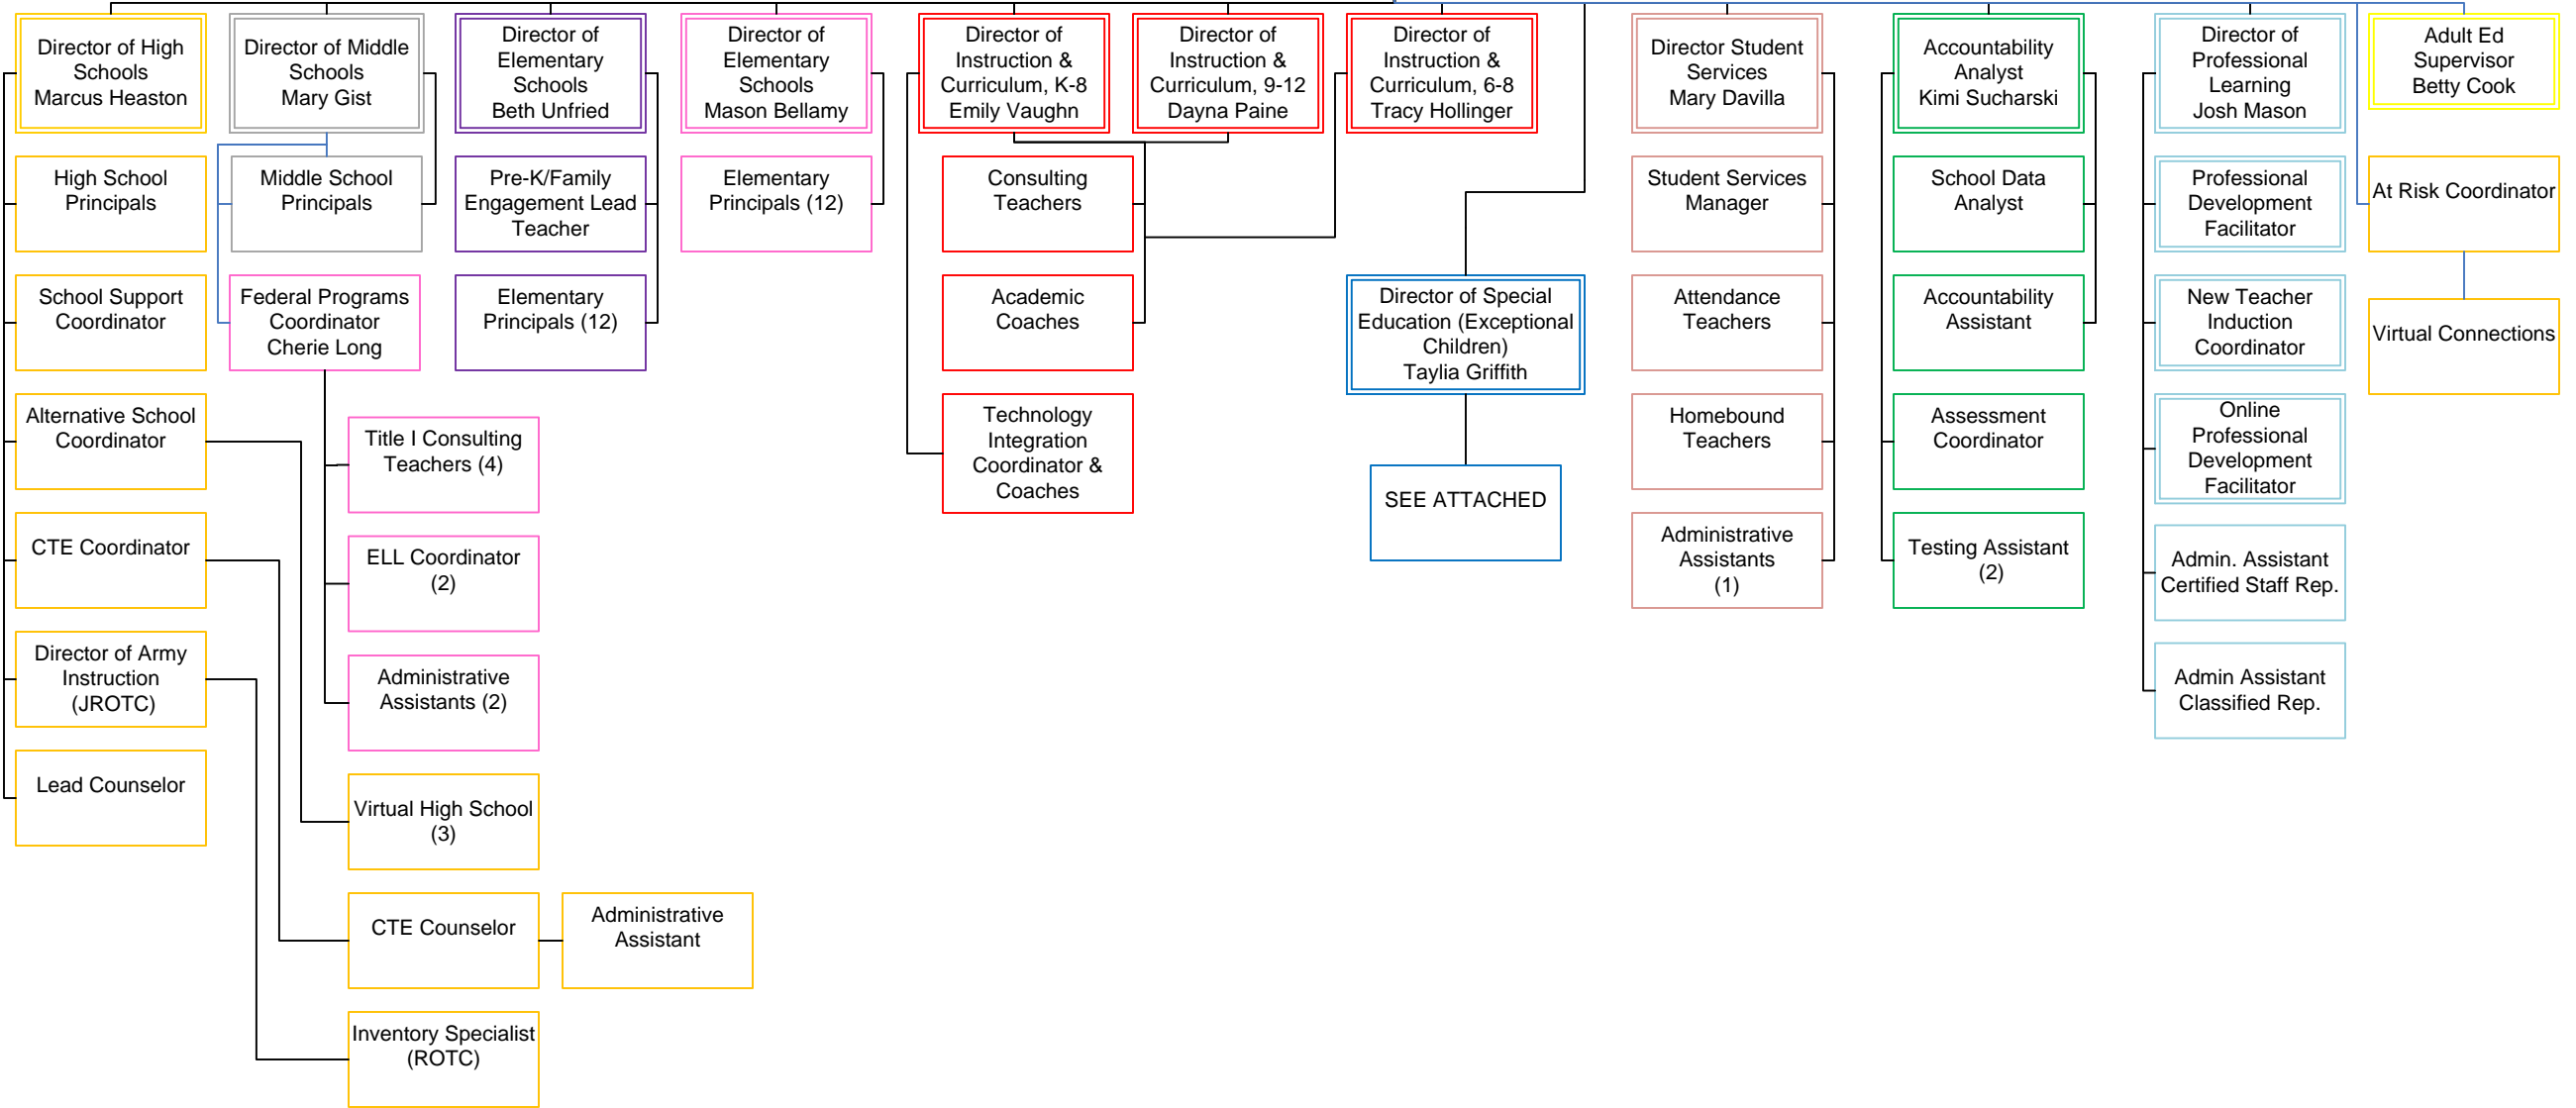 Director of High
Schools
Marcus Heaston
Director of Middle
Schools
Mary Gist
Director of
Elementary
Schools
Beth Unfried
Director of
Elementary
Schools
Mason Bellamy
Director of
Instruction &
Curriculum, K-8
Emily Vaughn
Director of
Instruction &
Curriculum, 9-12
Dayna Paine
Director of
Instruction &
Curriculum, 6-8
Tracy Hollinger
Director Student
Services
Mary Davilla
Accountability
Analyst
Kimi Sucharski
Director of
Professional
Learning
Josh Mason
Adult Ed
Supervisor
Betty Cook
High School
Principals
Middle School
Principals
Pre-K/Family
Engagement Lead
Teacher
Elementary
Principals (12)
Consulting
Teachers
Student Services
Manager
School Data
Analyst
Professional
Development
Facilitator
At Risk Coordinator
School Support
Coordinator
Federal Programs
Coordinator
Cherie Long
Elementary
Principals (12)
Academic
Coaches
Director of Special
Education (Exceptional
Children)
Taylia Griffith
Attendance
Teachers
Accountability
Assistant
New Teacher
Induction
Coordinator
Virtual Connections
Alternative School
Coordinator
Title I Consulting
Teachers (4)
Technology
Integration
Coordinator &
Coaches
SEE ATTACHED
Homebound
Teachers
Assessment
Coordinator
Online
Professional
Development
Facilitator
CTE Coordinator
ELL Coordinator
(2)
Administrative
Assistants
(1)
Testing Assistant
(2)
Admin. Assistant
Certified Staff Rep.
Director of Army
Instruction
(JROTC)
Administrative
Assistants (2)
Admin Assistant
Classified Rep.
Lead Counselor
Virtual High School
(3)
CTE Counselor
Administrative
Assistant
Inventory Specialist
(ROTC)